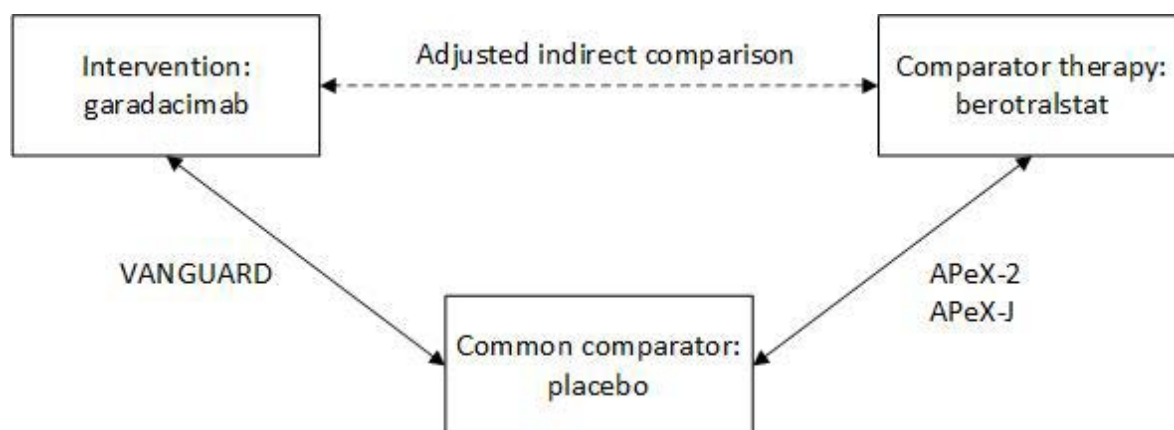 Intervention:
garadacimab
Adjusted indirect comparison
Comparator therapy:
berotralstat
VANGUARD
APeX-2
APeX-J
Common comparator:
placebo